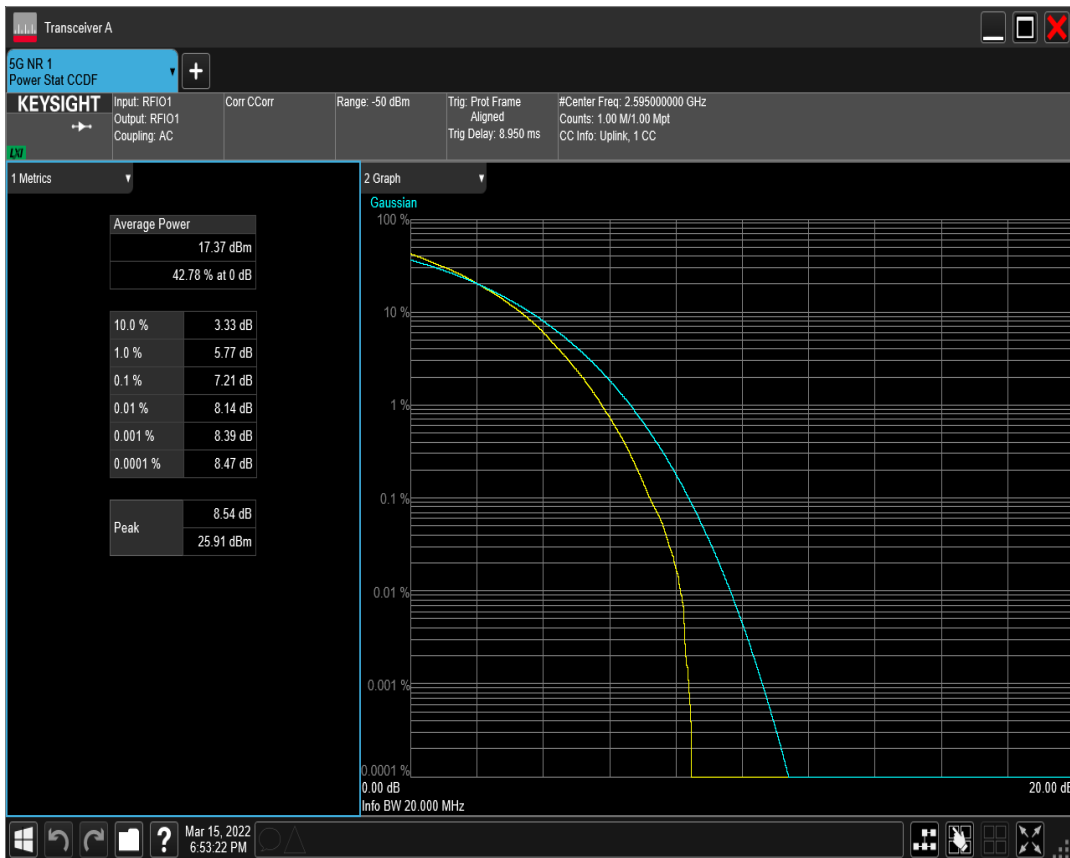 Transceiver A
5G NR 1
Power Stat CCDF
KEYSIGHT
LXI
Input: RFIO1
Output: RFIO1
Coupling: AC
Corr CCorr
Range: -50 dBm
Trig: Prot Frame
Aligned
Trig Delay: 8.950 ms
#Center Freq: 2.595000000 GHz
Counts: 1.00 M/1.00 Mpt
CC Info: Uplink, 1 CC
1 Metrics
Average Power
17.37 dBm
42.78 % at 0 dB
10.0 % 3.33 dB
1.0 % 5.77 dB
0.1 % 7.21 dB
0.01 % 8.14 dB
0.001 % 8.39 dB
0.0001 % 8.47 dB
Peak
8.54 dB
25.91 dBm
2 Graph
Gaussian
100 %
10 %
1 %
0.1 %
0.01 %
0.001 %
0.0001 %
0.00 dB 20.00 dB
Info BW 20.000 MHz
? Mar 15, 2022
6:53:22 PM